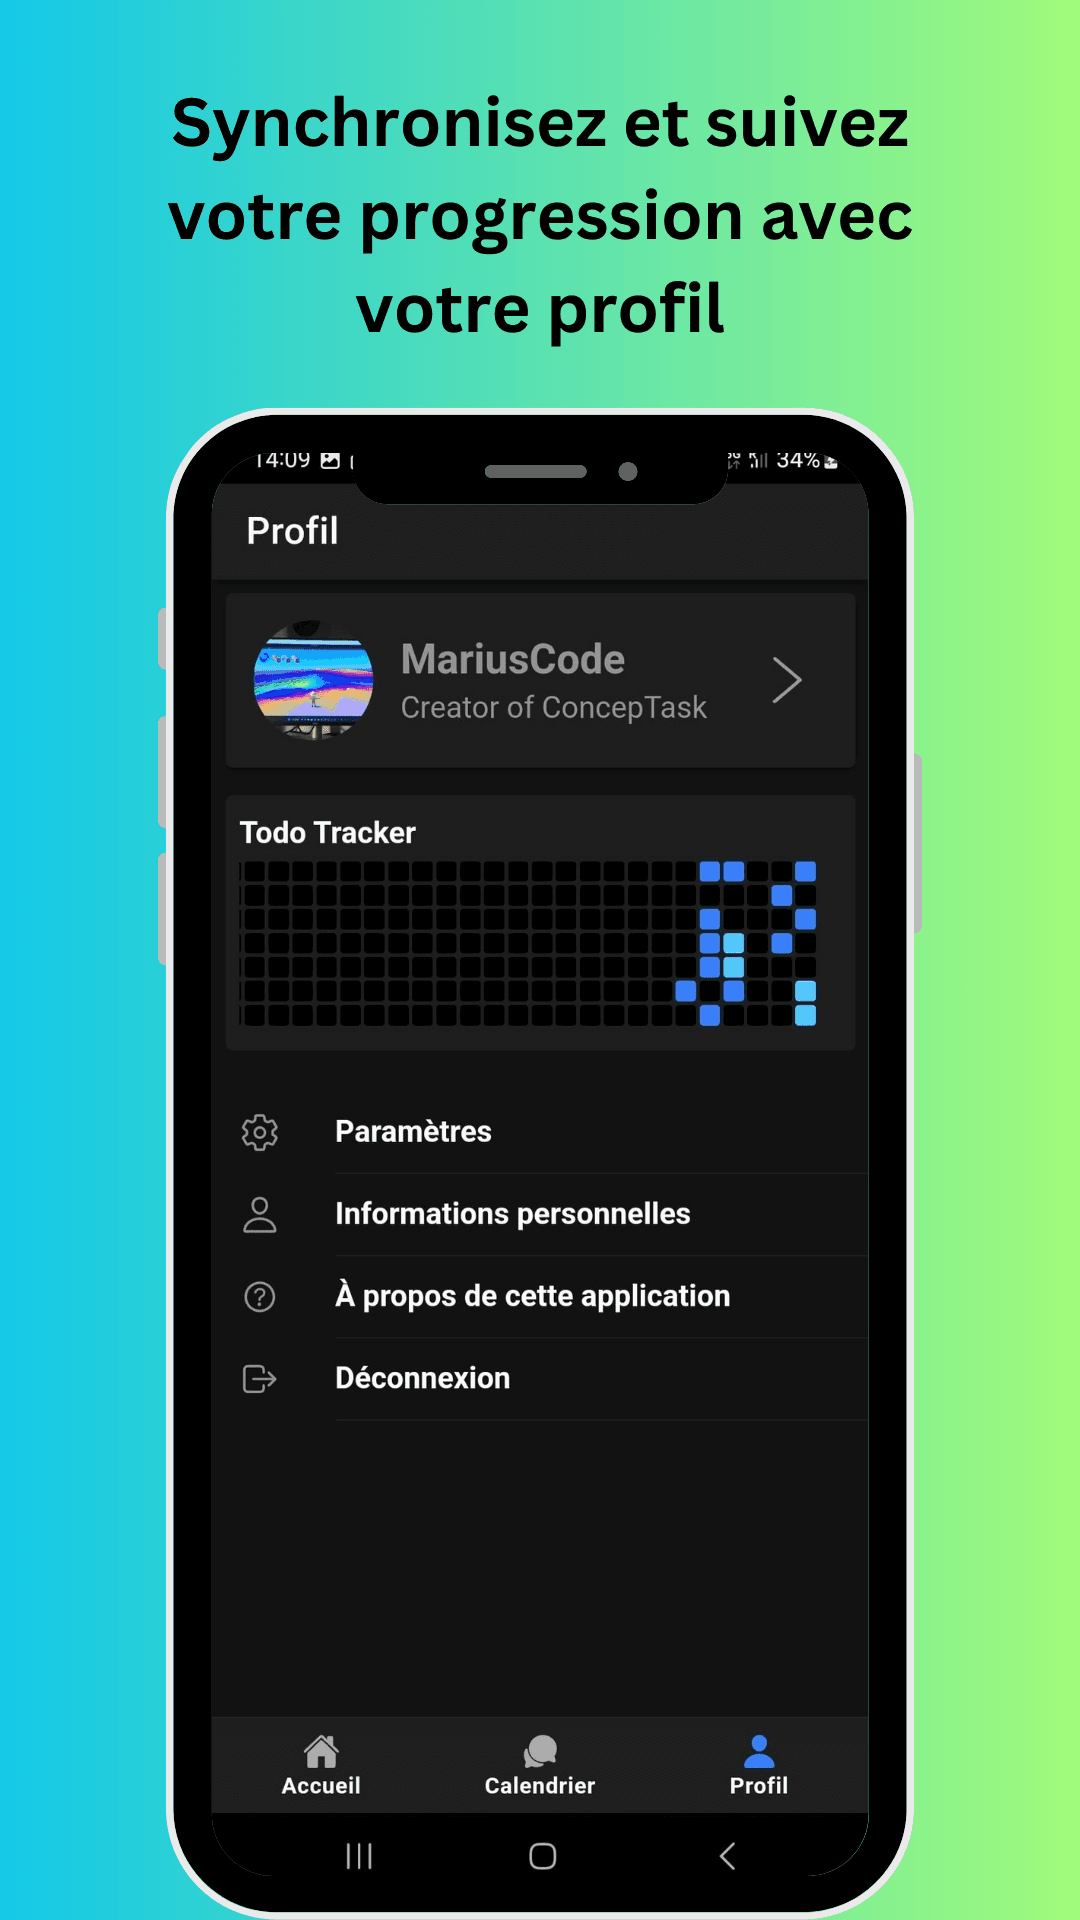 Synchronisez et suivez
votre progression avec
votre profil
14:09
34%
Profil
MariusCode
Creator of ConcepTask
Todo Tracker
Paramètres
Informations personnelles
À propos de cette application
Déconnexion
Accueil
Calendrier
Profil